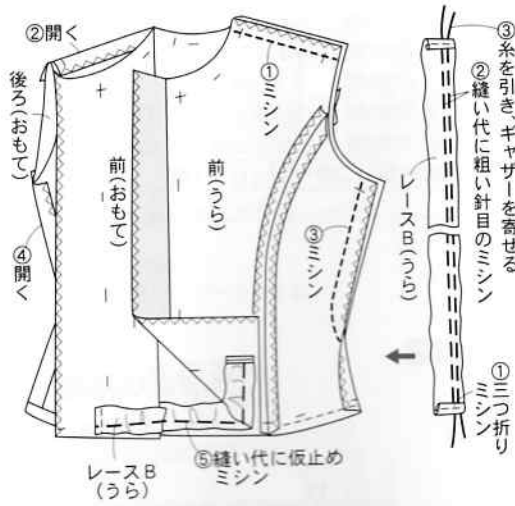 ②開く
後ろ(おもて)
④開く
前(おもて)
前(うら)
①ミシン
③ミシン
レースB
(うら)
⑤縫い代に仮止め
ミシン
③糸を引き、ギャザーを寄せる
②縫い代に粗い針目のミシン
レースB(うら)
①三つ折り
ミシン